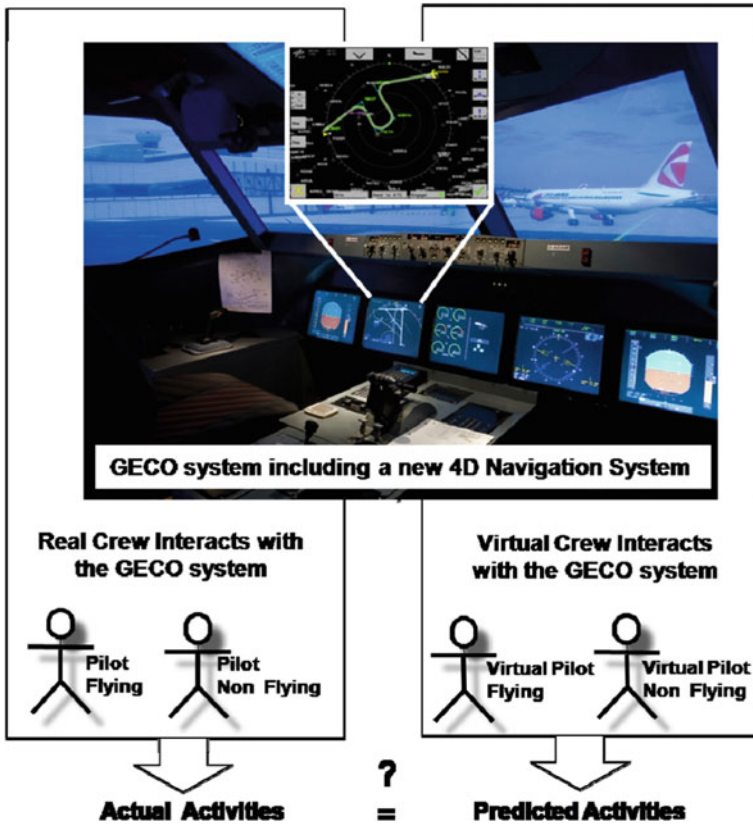 GECO system including a new 4D Navigation System
Real Crew Interacts with
the GECO system
Virtual Crew Interacts
with the GECO system
Pilot
Flying
Pilot
Non Flying
Virtual Pilot
Flying
Virtual Pilot
Non Flying
?
Actual Activities = Predicted Activities